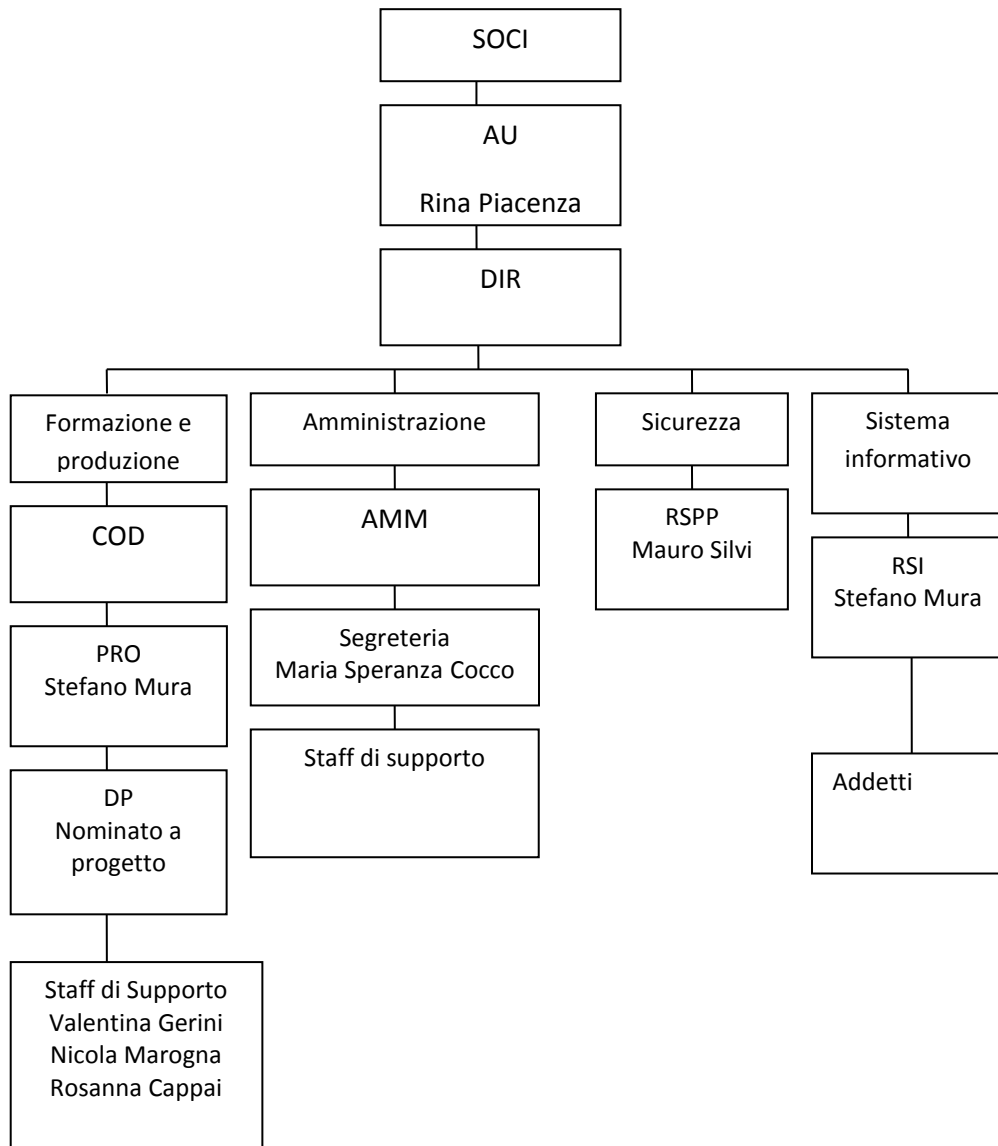 SOCI
AU
Rina Piacenza
DIR
Formazione e
produzione
COD
PRO
Stefano Mura
DP
Nominato a
progetto
Staff di Supporto
Valentina Gerini
Nicola Marogna
Rosanna Cappai
Amministrazione
AMM
Segreteria
Maria Speranza Cocco
Staff di supporto
Sicurezza
RSPP
Mauro Silvi
Sistema
informativo
RSI
Stefano Mura
Addetti